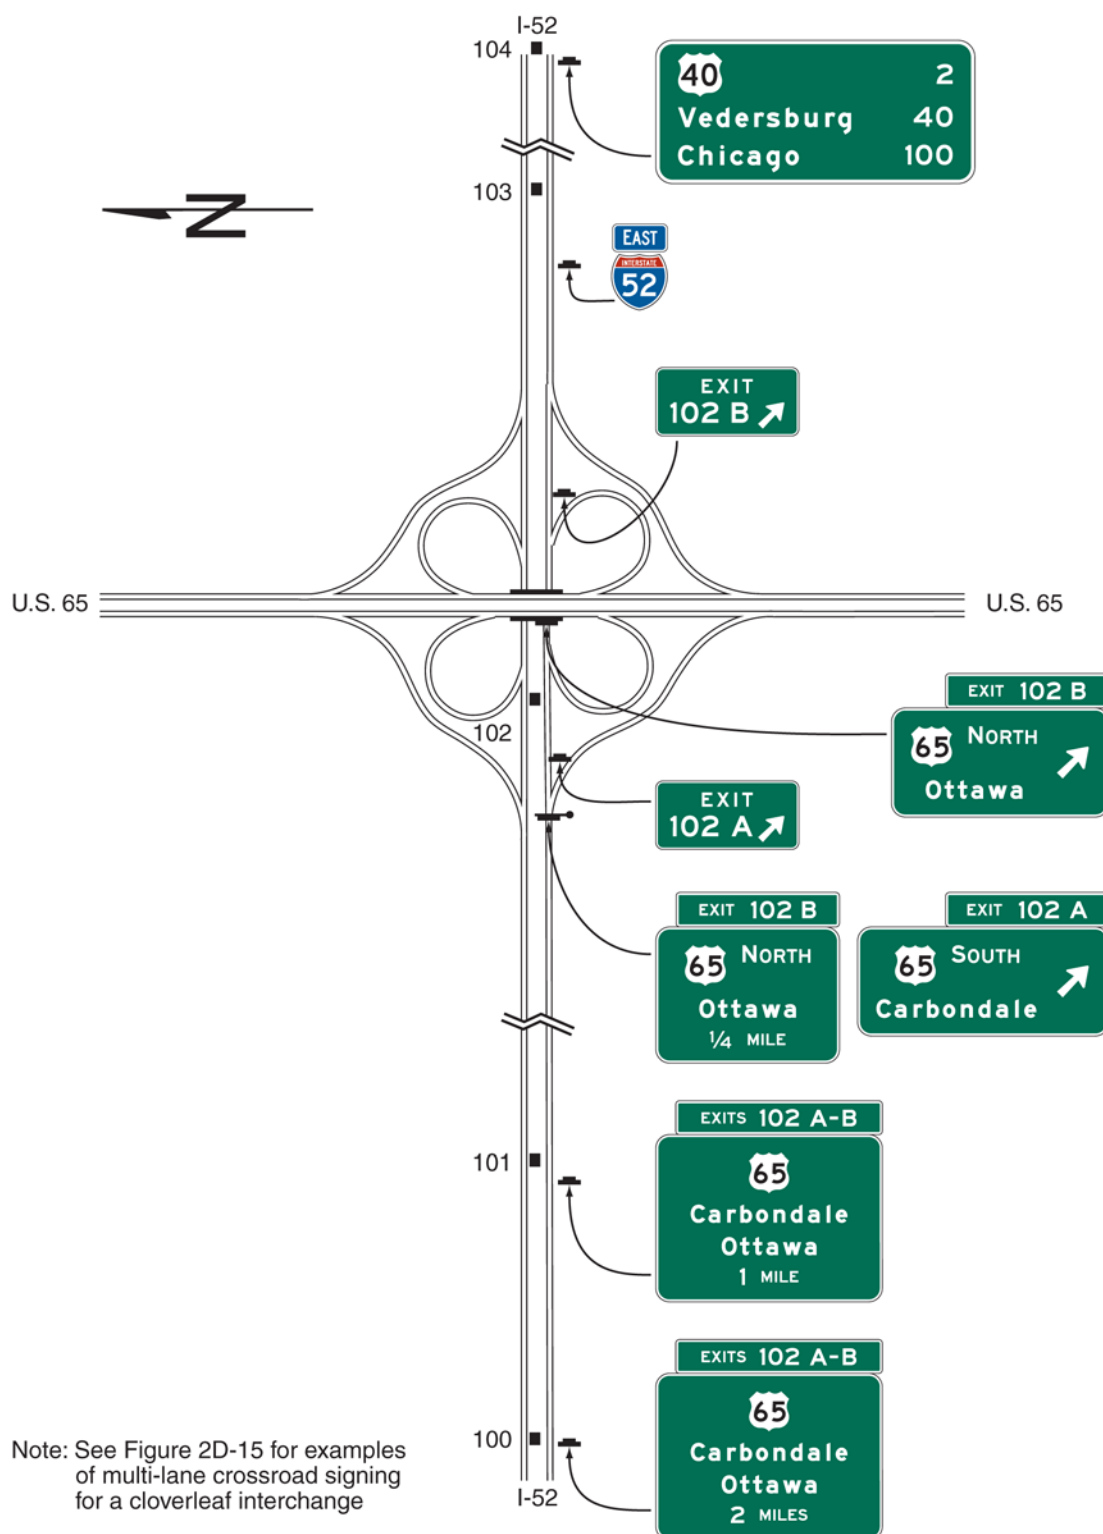 I-52
104
40 2
Vedersburg 40
Chicago 100
103
N
EAST
INTERSTATE
52
EXIT
102 B
U.S. 65
U.S. 65
EXIT 102 B
65 NORTH
Ottawa
102
EXIT
102 A
EXIT 102 B
65 NORTH
Ottawa
1/4 MILE
EXIT 102 A
65 SOUTH
Carbondale
EXITS 102 A-B
65
Carbondale
Ottawa
1 MILE
101
EXITS 102 A-B
65
Carbondale
Ottawa
2 MILES
100
I-52
Note: See Figure 2D-15 for examples
of multi-lane crossroad signing
for a cloverleaf interchange